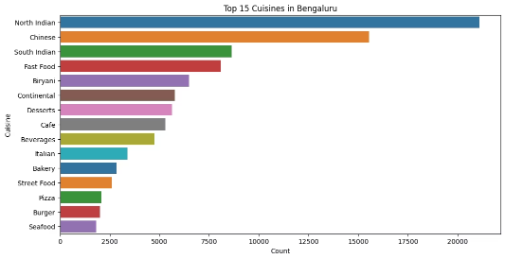 Top 15 Cuisines in Bengaluru
North Indian
Chinese
South Indian
Fast Food
Biryani
Continental
Desserts
Cafe
Beverages
Italian
Bakery
Street Food
Pizza
Burger
Seafood
Cuisine
0 2500 5000 7500 10000 12500 15000 17500 20000
Count